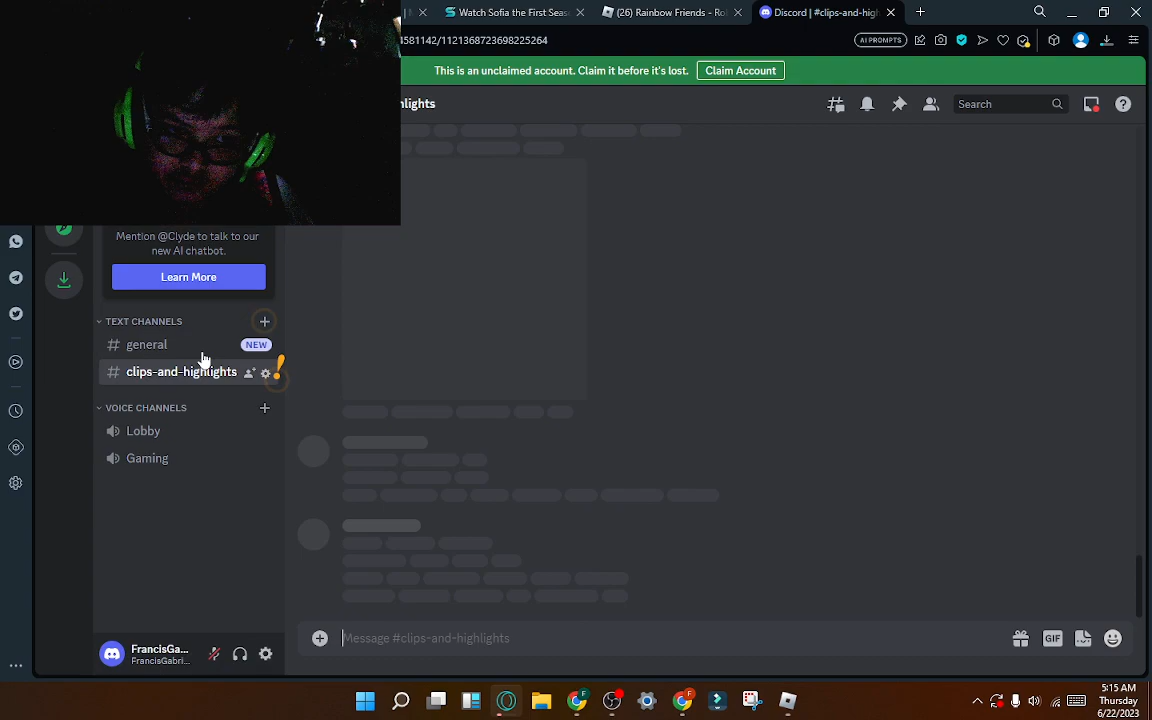 Watch Sofia the First Seas
(26) Rainbow Friends - Ro
Discord | #clips-and-high
4581142/1121368723698225264
AI PROMPTS
This is an unclaimed account. Claim it before it's lost.
Claim Account
hlights
Search
Mention @Clyde to talk to our
new AI chatbot.
Learn More
TEXT CHANNELS
general
NEW
clips-and-highlights
VOICE CHANNELS
Lobby
Gaming
Message #clips-and-highlights
GIF
FrancisGa...
FrancisGabri...
5:15 AM
Thursday
6/22/2023